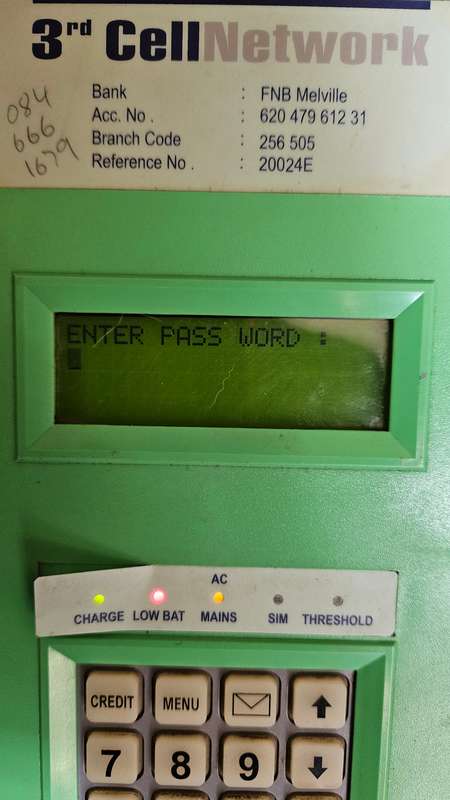 3rd CellNetwork
Bank : FNB Melville
Acc. No . : 620 479 612 31
Branch Code : 256 505
Reference No . : 20024E
084
666
1679
ENTER PASS WORD :
AC
CHARGE LOW BAT MAINS SIM THRESHOLD
CREDIT MENU
7 8 9